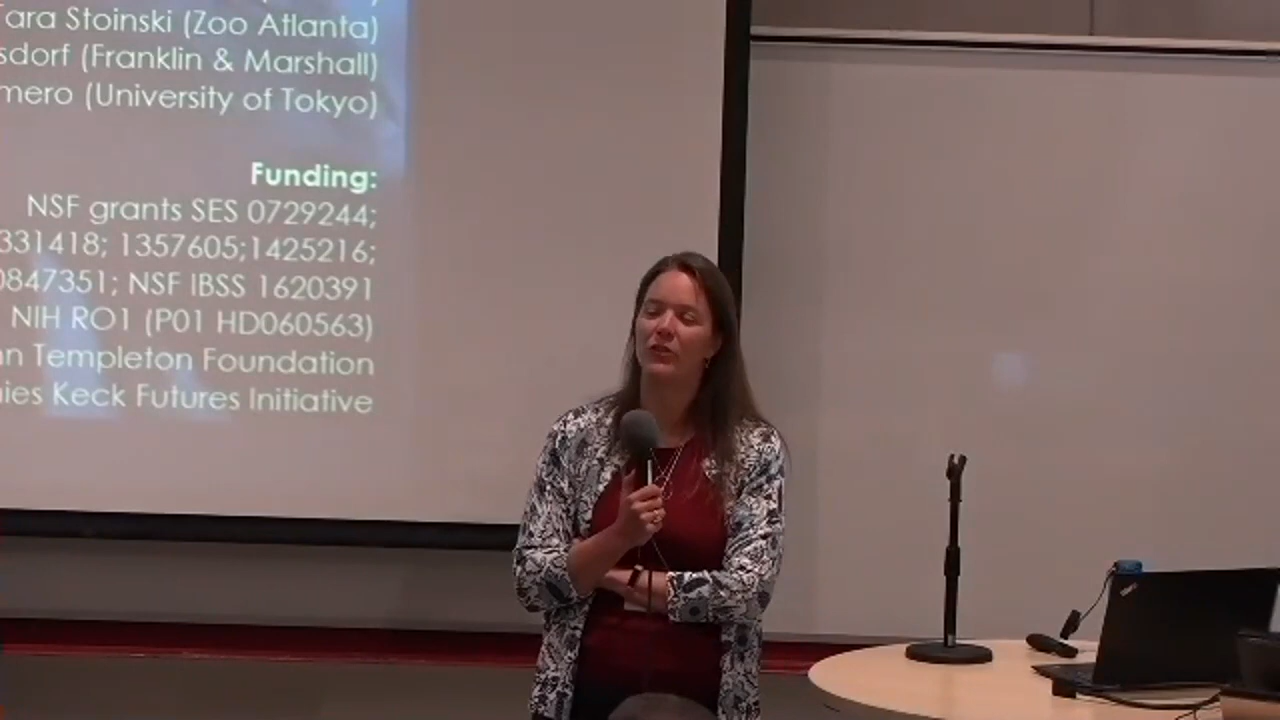 ara Stoinski (Zoo Atlanta)
sdorf (Franklin & Marshall)
mero (University of Tokyo)
Funding:
NSF grants SES 0729244;
331418; 1357605;1425216;
0847351; NSF IBSS 1620391
NIH RO1 (P01 HD060563)
n Templeton Foundation
ies Keck Futures Initiative